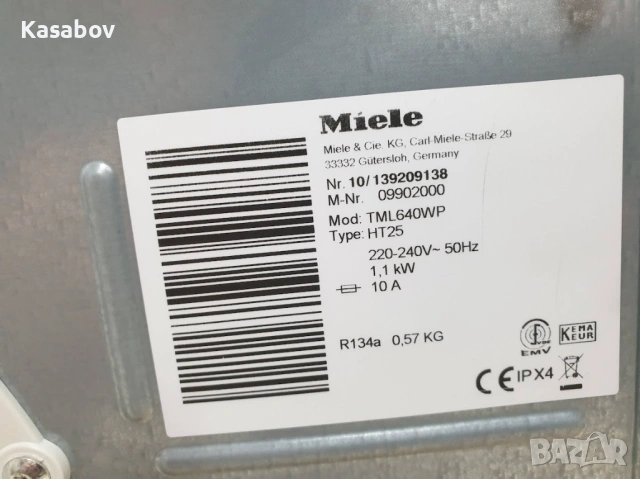 Kasabov
Miele
Miele & Cie. KG, Carl-Miele-Straße 29
33332 Gütersloh, Germany
Nr. 10/139209138
M-Nr. 09902000
Mod: TML640WP
Type: HT25
220-240V~ 50Hz
1,1 kW
10 A
R134a 0,57 KG
EMV
KEMA
KEUR
CE IPX4
BAZAR